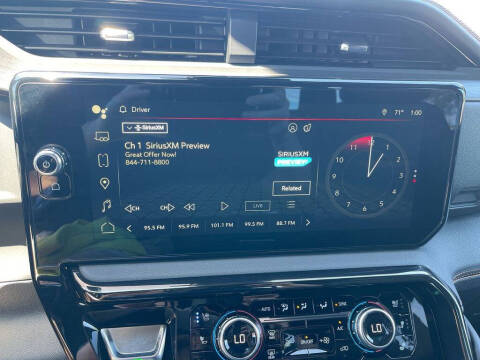 Driver
71° 1:00
SiriusXM
Ch 1 SiriusXM Preview
Great Offer Now!
844-711-8800
SIRIUSXM
PREVIEW
Related
CH CH Live
95.5 FM 95.9 FM 101.1 FM 99.5 FM 88.7 FM
12 1 2 3 4 5 6 7 8 9 10 11
AUTO SYNC
LO LO
A/C